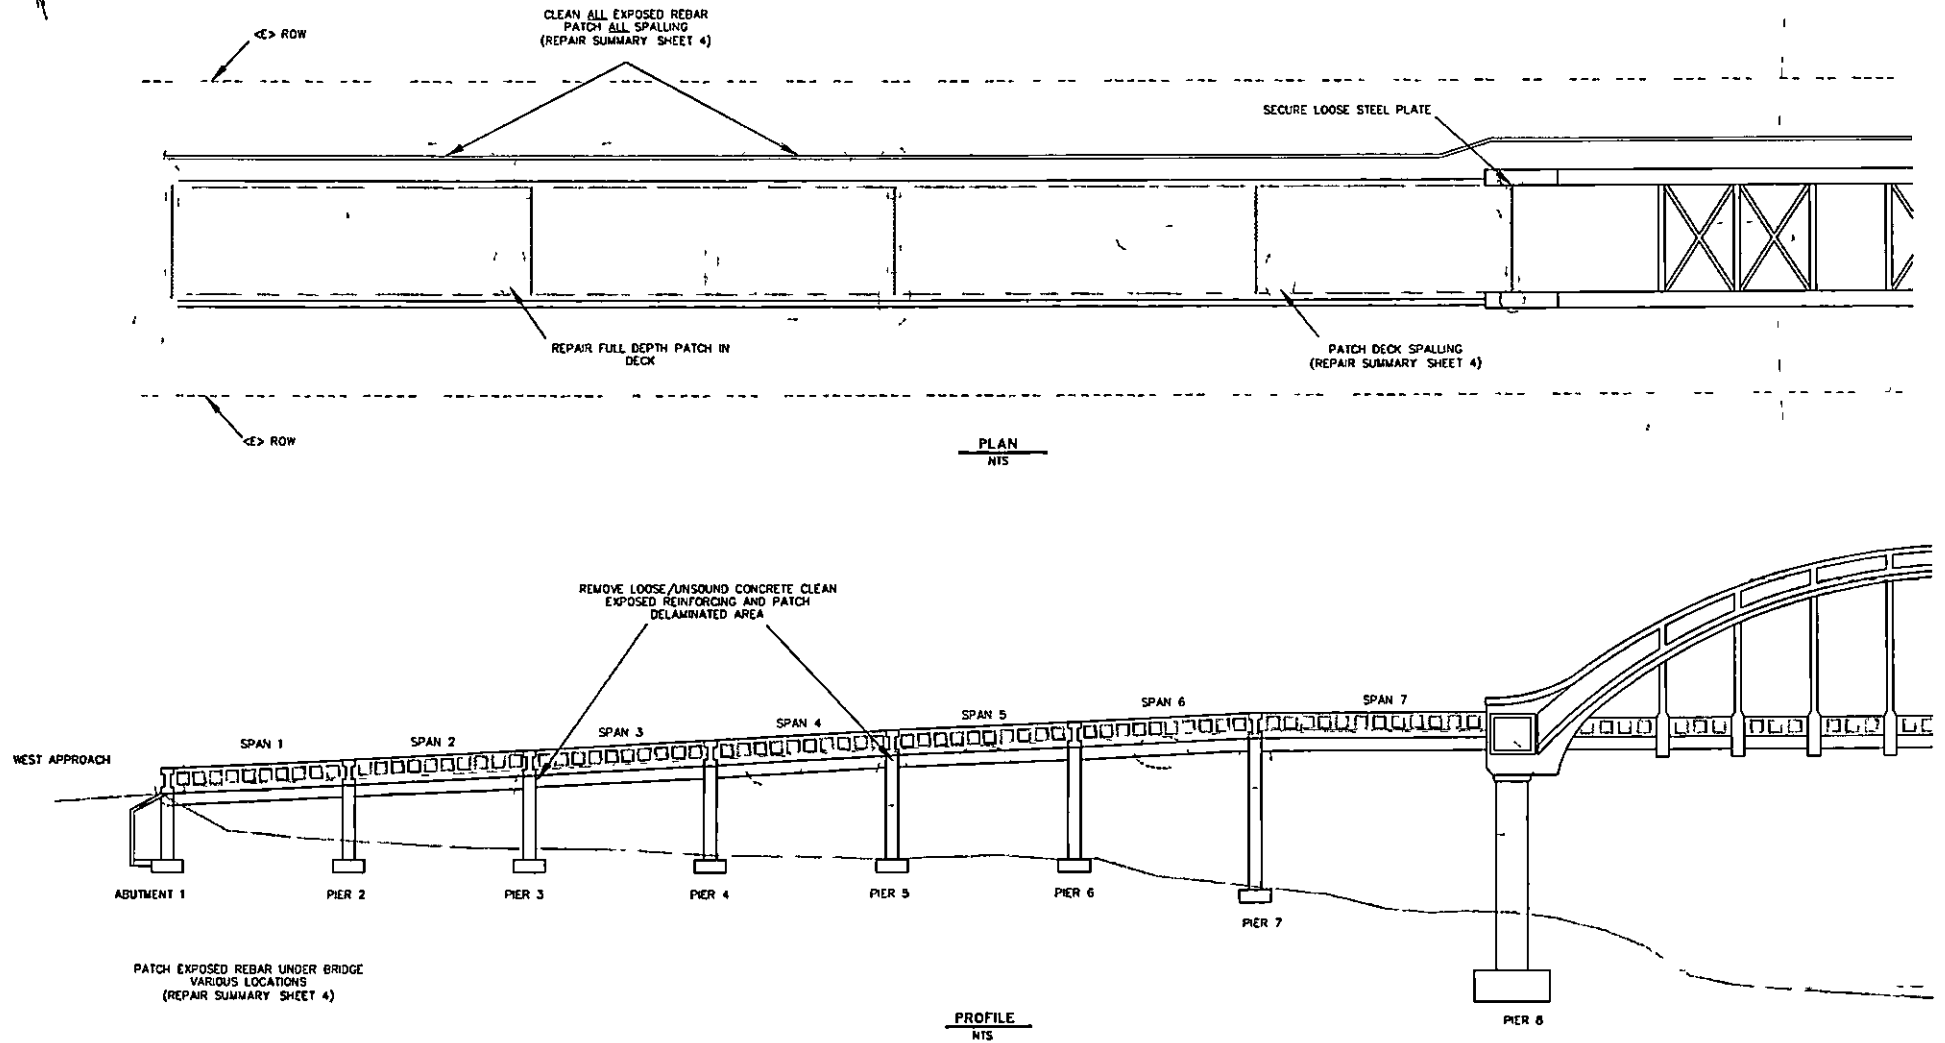 CLEAN ALL EXPOSED REBAR
PATCH ALL SPALLING
(REPAIR SUMMARY SHEET 4)
<E> ROW
SECURE LOOSE STEEL PLATE
REPAIR FULL DEPTH PATCH IN
DECK
PATCH DECK SPALLING
(REPAIR SUMMARY SHEET 4)
<E> ROW
PLAN
NTS
REMOVE LOOSE/UNSOUND CONCRETE CLEAN
EXPOSED REINFORCING AND PATCH
DELAMINATED AREA
WEST APPROACH
SPAN 1
SPAN 2
SPAN 3
SPAN 4
SPAN 5
SPAN 6
SPAN 7
ABUTMENT 1
PIER 2
PIER 3
PIER 4
PIER 5
PIER 6
PIER 7
PIER 8
PATCH EXPOSED REBAR UNDER BRIDGE
VARIOUS LOCATIONS
(REPAIR SUMMARY SHEET 4)
PROFILE
NTS